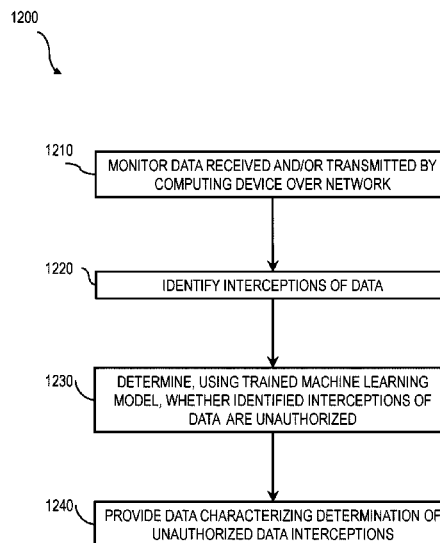 1200
1210
MONITOR DATA RECEIVED AND/OR TRANSMITTED BY
COMPUTING DEVICE OVER NETWORK
1220
IDENTIFY INTERCEPTIONS OF DATA
1230
DETERMINE, USING TRAINED MACHINE LEARNING
MODEL, WHETHER IDENTIFIED INTERCEPTIONS OF
DATA ARE UNAUTHORIZED
1240
PROVIDE DATA CHARACTERIZING DETERMINATION OF
UNAUTHORIZED DATA INTERCEPTIONS